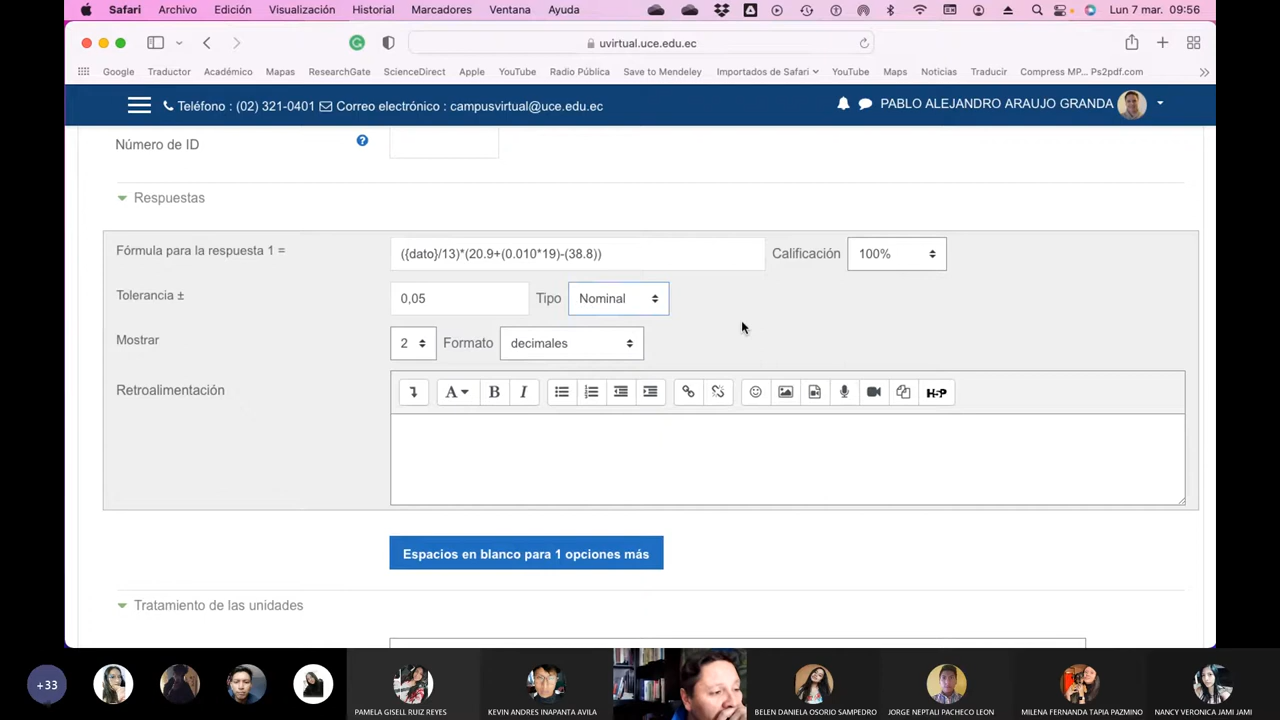 Safari Archivo Edición Visualización Historial Marcadores Ventana Ayuda Lun 7 mar. 09:56
uvirtual.uce.edu.ec
Google Traductor Académico Mapas ResearchGate ScienceDirect Apple YouTube Radio Pública Save to Mendeley Importados de Safari YouTube Maps Noticias Traducir Compress MP... Ps2pdf.com
Teléfono : (02) 321-0401 Correo electrónico : campusvirtual@uce.edu.ec PABLO ALEJANDRO ARAUJO GRANDA
Número de ID
Respuestas
Fórmula para la respuesta 1 = ({dato}/13)*(20.9+(0.010*19)-(38.8)) Calificación 100%
Tolerancia ± 0,05 Tipo Nominal
Mostrar 2 Formato decimales
Retroalimentación A B I H-P
Espacios en blanco para 1 opciones más
Tratamiento de las unidades
+33 PAMELA GISELL RUIZ REYES KEVIN ANDRES INAPANTA AVILA BELEN DANIELA OSORIO SAMPEDRO JORGE NEPTALI PACHECO LEON MILENA FERNANDA TAPIA PAZMINO NANCY VERONICA JAMI JAMI